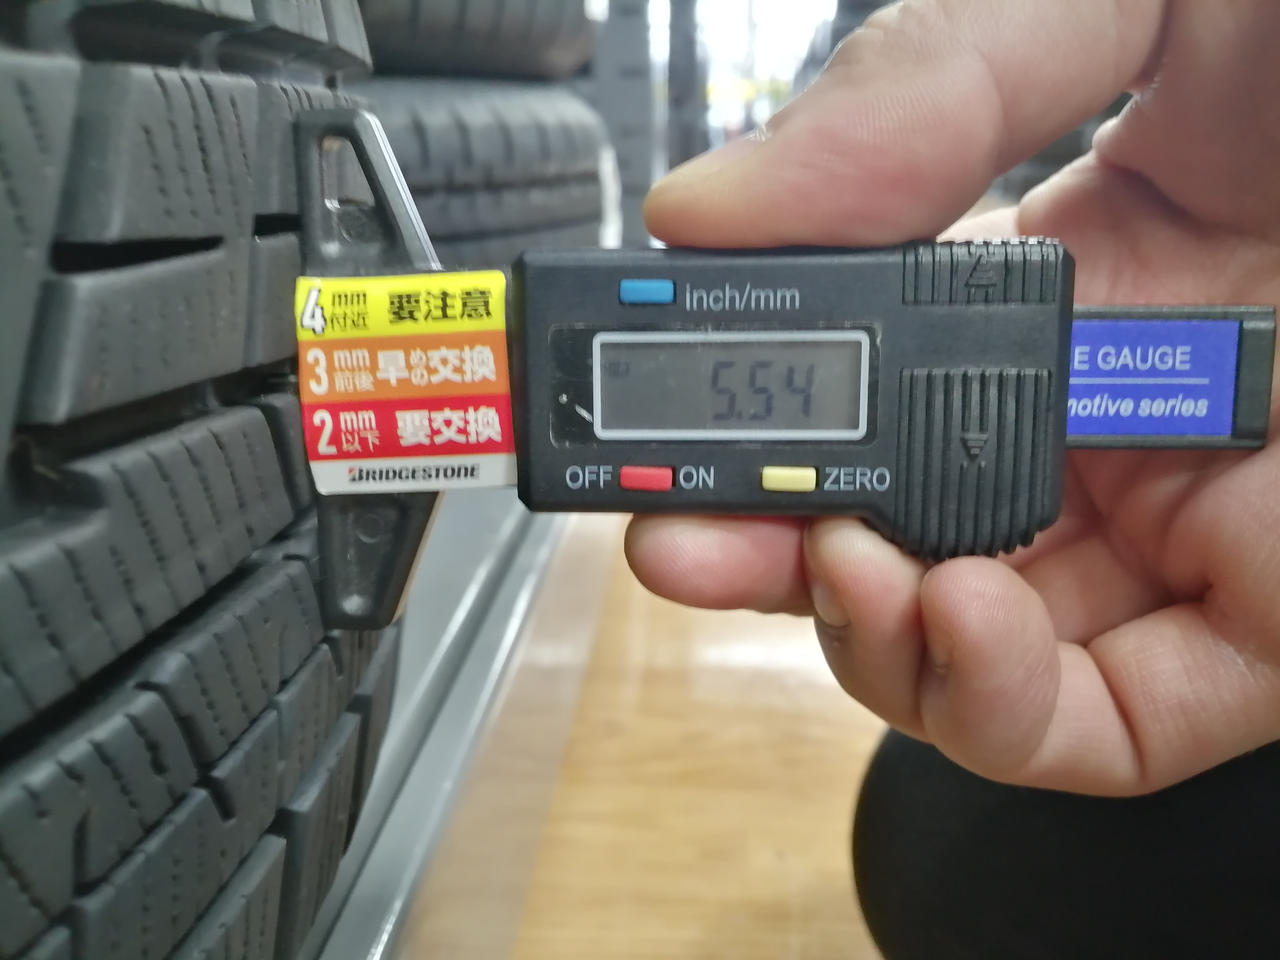 4mm付近 要注意
3mm前後 早めの交換
2mm以下 要交換
BRIDGESTONE
inch/mm
5.54
OFF ON ZERO
E GAUGE
motive series